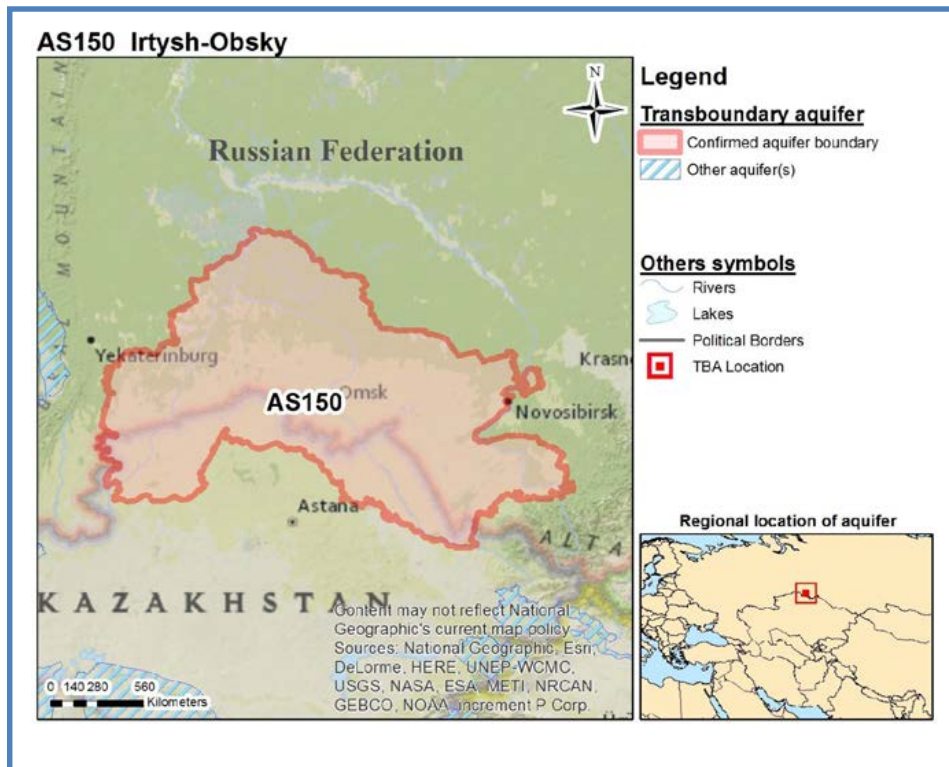 AS150 Irtysh-Obsky
N
Russian Federation
MOUNTAIN
Yekaterinburg
Omsk
AS150
Krasn
Novosibirsk
Astana
ALTA
KAZAKHSTAN
Content may not reflect National
Geographic's current map policy
Sources: National Geographic, Esri,
DeLorme, HERE, UNEP-WCMC,
USGS, NASA, ESA, METI, NRCAN,
GEBCO, NOAA, increment P Corp.
0 140 280 560
Kilometers
Legend
Transboundary aquifer
Confirmed aquifer boundary
Other aquifer(s)
Others symbols
Rivers
Lakes
Political Borders
TBA Location
Regional location of aquifer